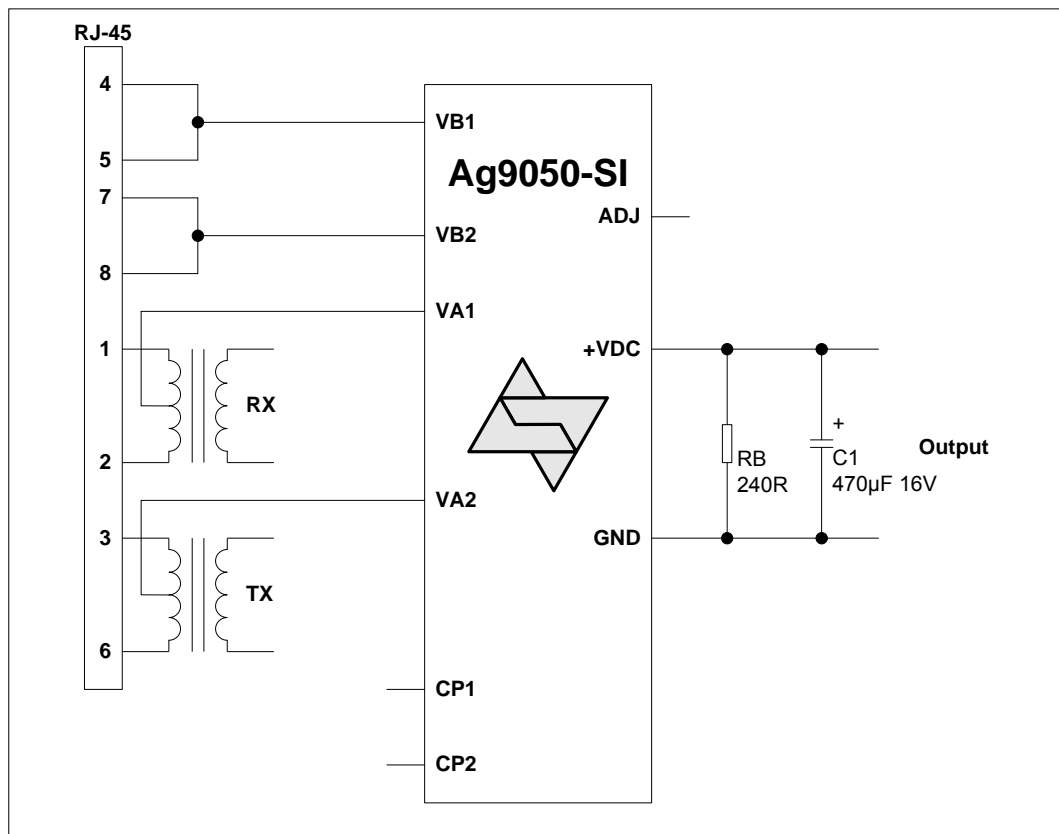 RJ-45
4
5
7
8
1
2
3
6
RX
TX
VB1
Ag9050-SI
VB2
VA1
VA2
CP1
CP2
ADJ
+VDC
GND
RB
240R
+
C1
470µF 16V
Output